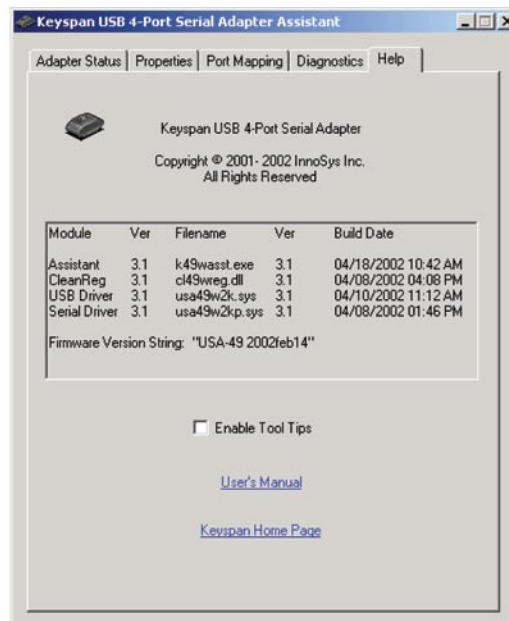 Keyspan USB 4-Port Serial Adapter Assistant
Adapter Status Properties Port Mapping Diagnostics Help
Keyspan USB 4-Port Serial Adapter
Copyright © 2001- 2002 InnoSys Inc.
All Rights Reserved
Module Ver Filename Ver Build Date
Assistant 3.1 k49wasst.exe 3.1 04/18/2002 10:42 AM
CleanReg 3.1 cl49wreg.dll 3.1 04/08/2002 04:08 PM
USB Driver 3.1 usa49w2k.sys 3.1 04/10/2002 11:12 AM
Serial Driver 3.1 usa49w2kp.sys 3.1 04/08/2002 01:46 PM
Firmware Version String: "USA-49 2002feb14"
Enable Tool Tips
User's Manual
Keyspan Home Page